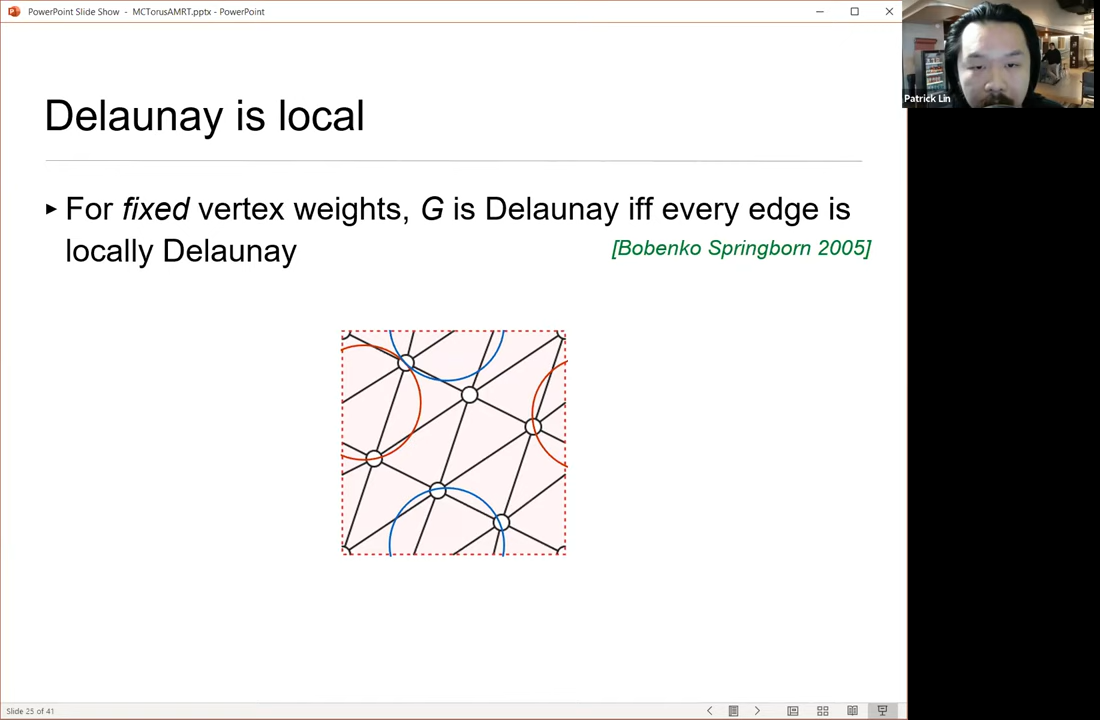 PowerPoint Slide Show - MCTorusAMRT.pptx - PowerPoint
Patrick Lin
Delaunay is local
▸ For fixed vertex weights, G is Delaunay iff every edge is
locally Delaunay
[Bobenko Springborn 2005]
Slide 25 of 41